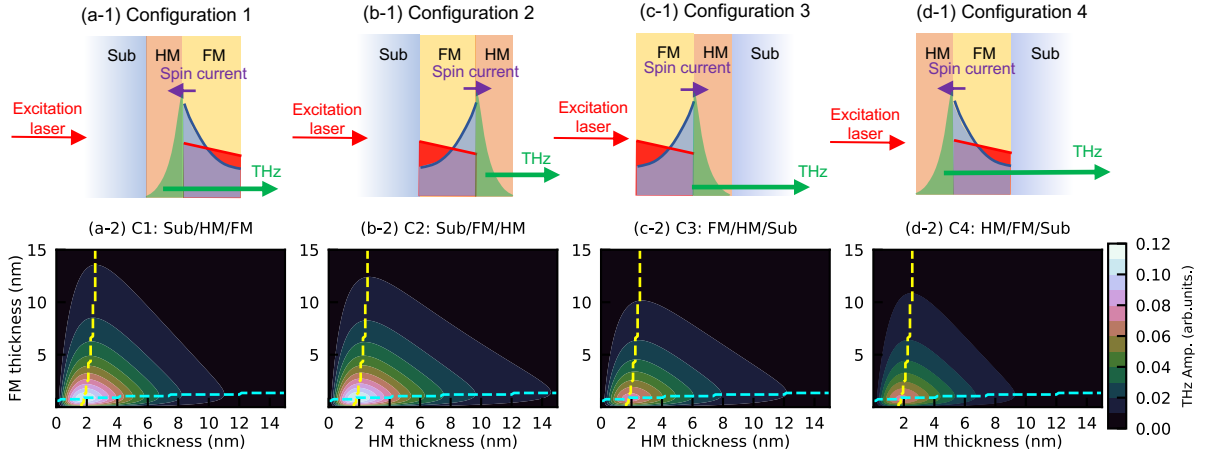 (a-1) Configuration 1
(b-1) Configuration 2
(c-1) Configuration 3
(d-1) Configuration 4
Sub HM FM
Spin current
Excitation
laser
THz
Sub FM HM
Spin current
Excitation
laser
THz
FM HM Sub
Spin current
Excitation
laser
THz
HM FM Sub
Spin current
Excitation
laser
THz
(a-2) C1: Sub/HM/FM
(b-2) C2: Sub/FM/HM
(c-2) C3: FM/HM/Sub
(d-2) C4: HM/FM/Sub
FM thickness (nm)
15
10
5
0 2 4 6 8 10 12 14
HM thickness (nm)
15
10
5
0 2 4 6 8 10 12 14
HM thickness (nm)
15
10
5
0 2 4 6 8 10 12 14
HM thickness (nm)
15
10
5
0 2 4 6 8 10 12 14
HM thickness (nm)
0.12
0.10
0.08
0.06
0.04
0.02
0.00
THz Amp. (arb.units.)